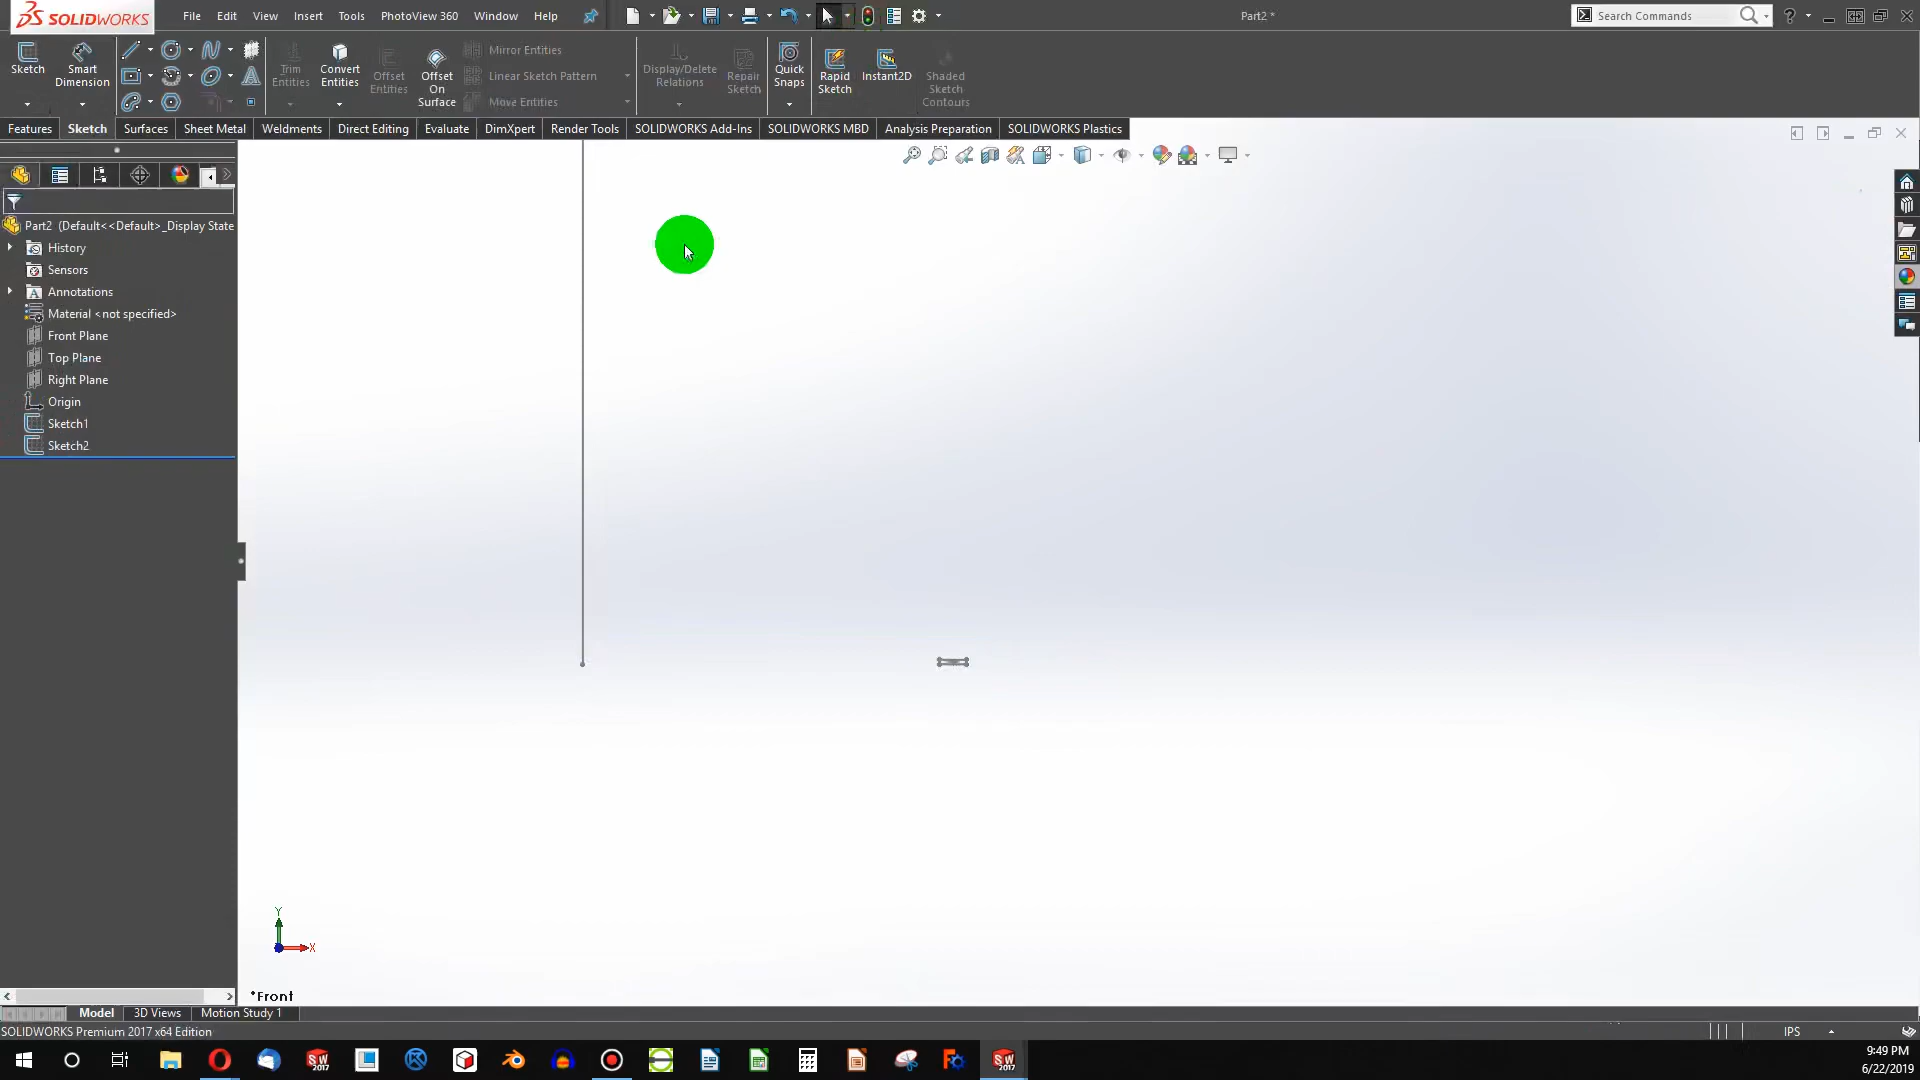 SOLIDWORKS
File Edit View Insert Tools PhotoView 360 Window Help
Part2 *
Search Commands
Sketch
Smart Dimension
Trim Entities
Convert Entities
Offset Entities
Offset On Surface
Mirror Entities
Linear Sketch Pattern
Move Entities
Display/Delete Relations
Repair Sketch
Quick Snaps
Rapid Sketch
Instant2D
Shaded Sketch Contours
Features Sketch Surfaces Sheet Metal Weldments Direct Editing Evaluate DimXpert Render Tools SOLIDWORKS Add-Ins SOLIDWORKS MBD Analysis Preparation SOLIDWORKS Plastics
Part2 (Default<<Default>_Display State
History
Sensors
Annotations
Material <not specified>
Front Plane
Top Plane
Right Plane
Origin
Sketch1
Sketch2
Y
X
*Front
Model 3D Views Motion Study 1
SOLIDWORKS Premium 2017 x64 Edition
IPS
9:49 PM
6/22/2019